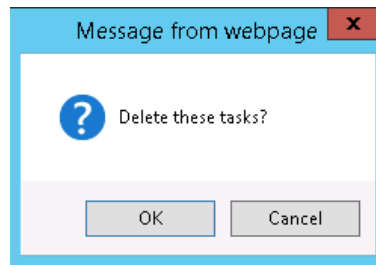 Message from webpage
x
Delete these tasks?
OK
Cancel